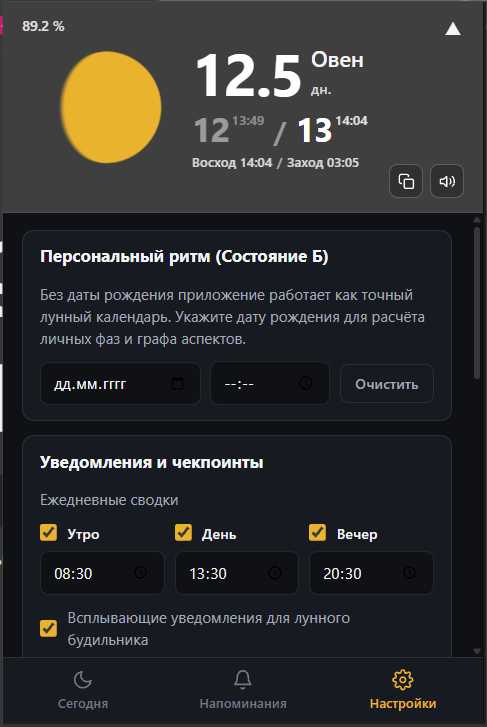 89.2 %
12.5 Овен
дн.
12 13:49 / 13 14:04
Восход 14:04 / Заход 03:05
Персональный ритм (Состояние Б)
Без даты рождения приложение работает как точный
лунный календарь. Укажите дату рождения для расчёта
личных фаз и графа аспектов.
дд.мм.гггг --:-- Очистить
Уведомления и чекпоинты
Ежедневные сводки
Утро День Вечер
08:30 13:30 20:30
Всплывающие уведомления для лунного
будильника
Сегодня Напоминания Настройки